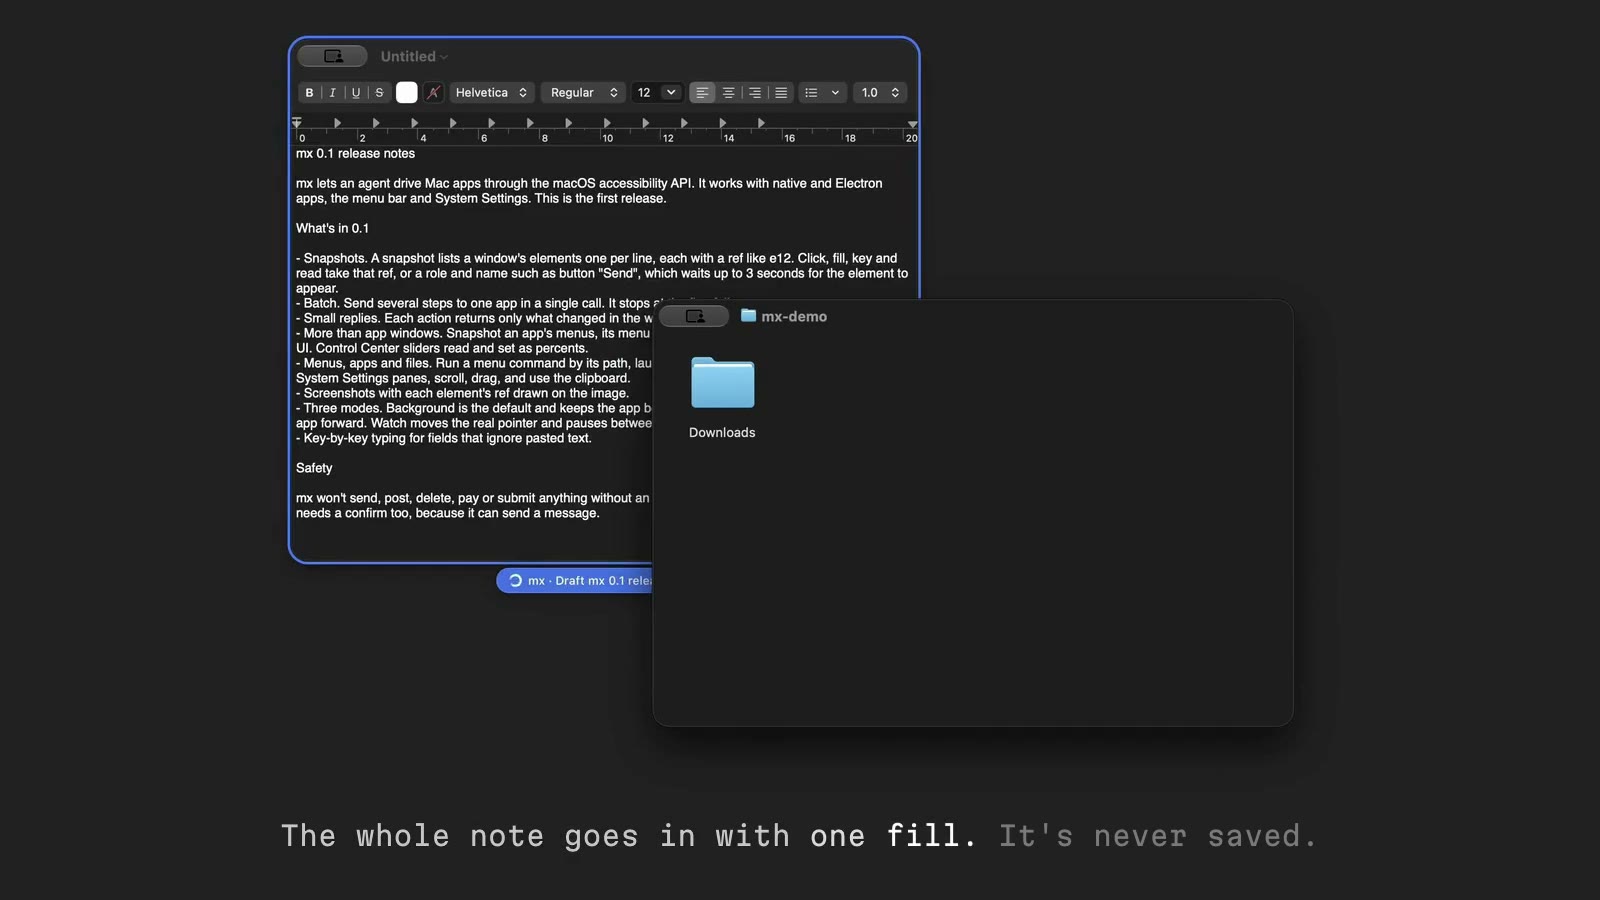 Untitled
B I U S A Helvetica Regular 12 1.0
0 2 4 6 8 10 12 14 16 18 20
mx 0.1 release notes
mx lets an agent drive Mac apps through the macOS accessibility API. It works with native and Electron
apps, the menu bar and System Settings. This is the first release.
What's in 0.1
- Snapshots. A snapshot lists a window's elements one per line, each with a ref like e12. Click, fill, key and
read take that ref, or a role and name such as button "Send", which waits up to 3 seconds for the element to
appear.
- Batch. Send several steps to one app in a single call. It stops
- Small replies. Each action returns only what changed in the
- More than app windows. Snapshot an app's menus, its menu
UI. Control Center sliders read and set as percents.
- Menus, apps and files. Run a menu command by its path,
System Settings panes, scroll, drag, and use the clipboard.
- Screenshots with each element's ref drawn on the image.
- Three modes. Background is the default and keeps the app
app forward. Watch moves the real pointer and pauses
- Key-by-key typing for fields that ignore pasted text.
Safety
mx won't send, post, delete, pay or submit anything without an
needs a confirm too, because it can send a message.
mx · Draft mx 0.1
mx-demo
Downloads
The whole note goes in with one fill. It's never saved.